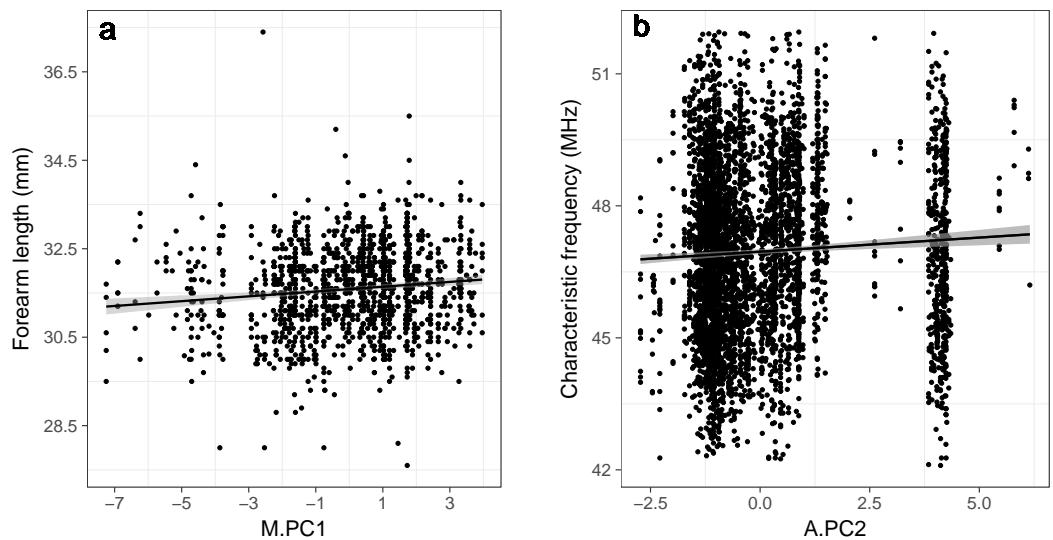 a
Forearm length (mm)
36.5
34.5
32.5
30.5
28.5
−7 −5 −3 −1 1 3
M.PC1
b
Characteristic frequency (MHz)
51
48
45
42
−2.5 0.0 2.5 5.0
A.PC2